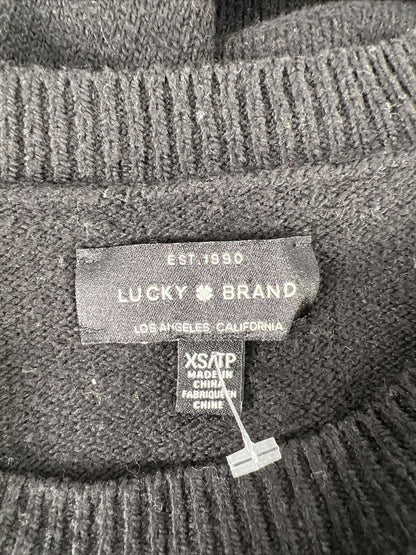 EST. 1990
LUCKY BRAND
LOS ANGELES, CALIFORNIA
XS/TP
MADE IN
CHINA
FABRIQUE EN
CHINE